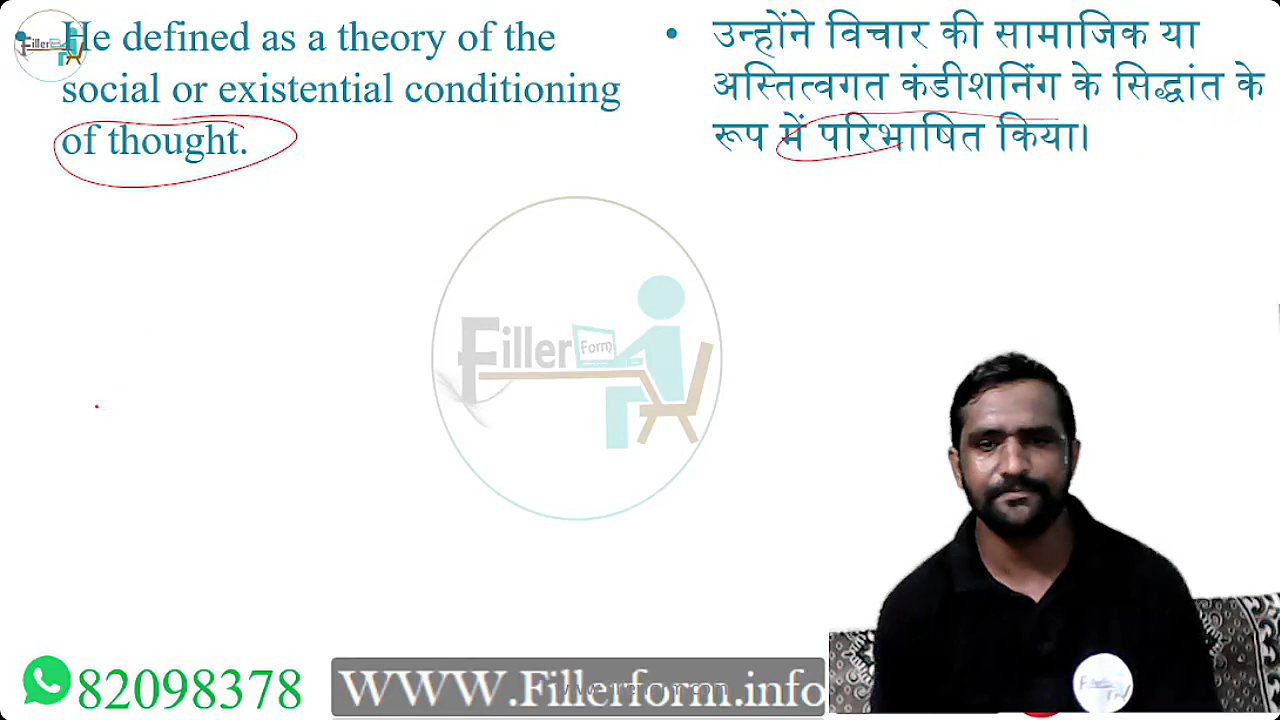 He defined as a theory of the
social or existential conditioning
of thought.
• उन्होंने विचार की सामाजिक या
अस्तित्वगत कंडीशनिंग के सिद्धांत के
रूप में परिभाषित किया।
Filler
Filler Form
82098378
WWW.Fillerform.info